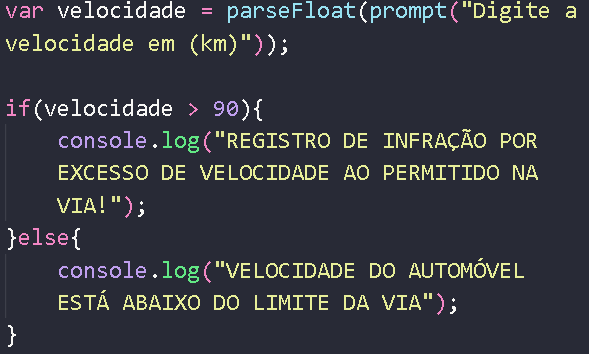 var velocidade = parseFloat(prompt("Digite a
velocidade em (km)"));
if(velocidade > 90){
console.log("REGISTRO DE INFRAÇÃO POR
EXCESSO DE VELOCIDADE AO PERMITIDO NA
VIA!");
}else{
console.log("VELOCIDADE DO AUTOMÓVEL
ESTÁ ABAIXO DO LIMITE DA VIA");
}